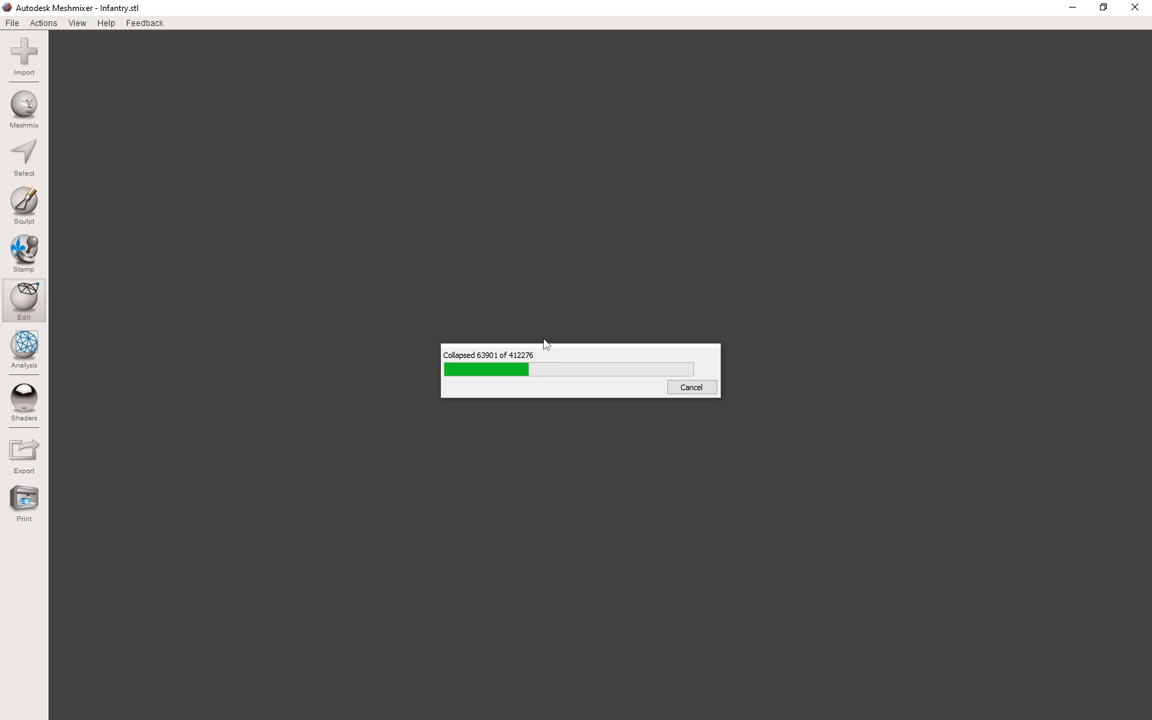 Autodesk Meshmixer - Infantry.stl
File Actions View Help Feedback
Import
Meshmix
Select
Sculpt
Stamp
Edit
Analysis
Shaders
Export
Print
Collapsed 63901 of 412276
Cancel